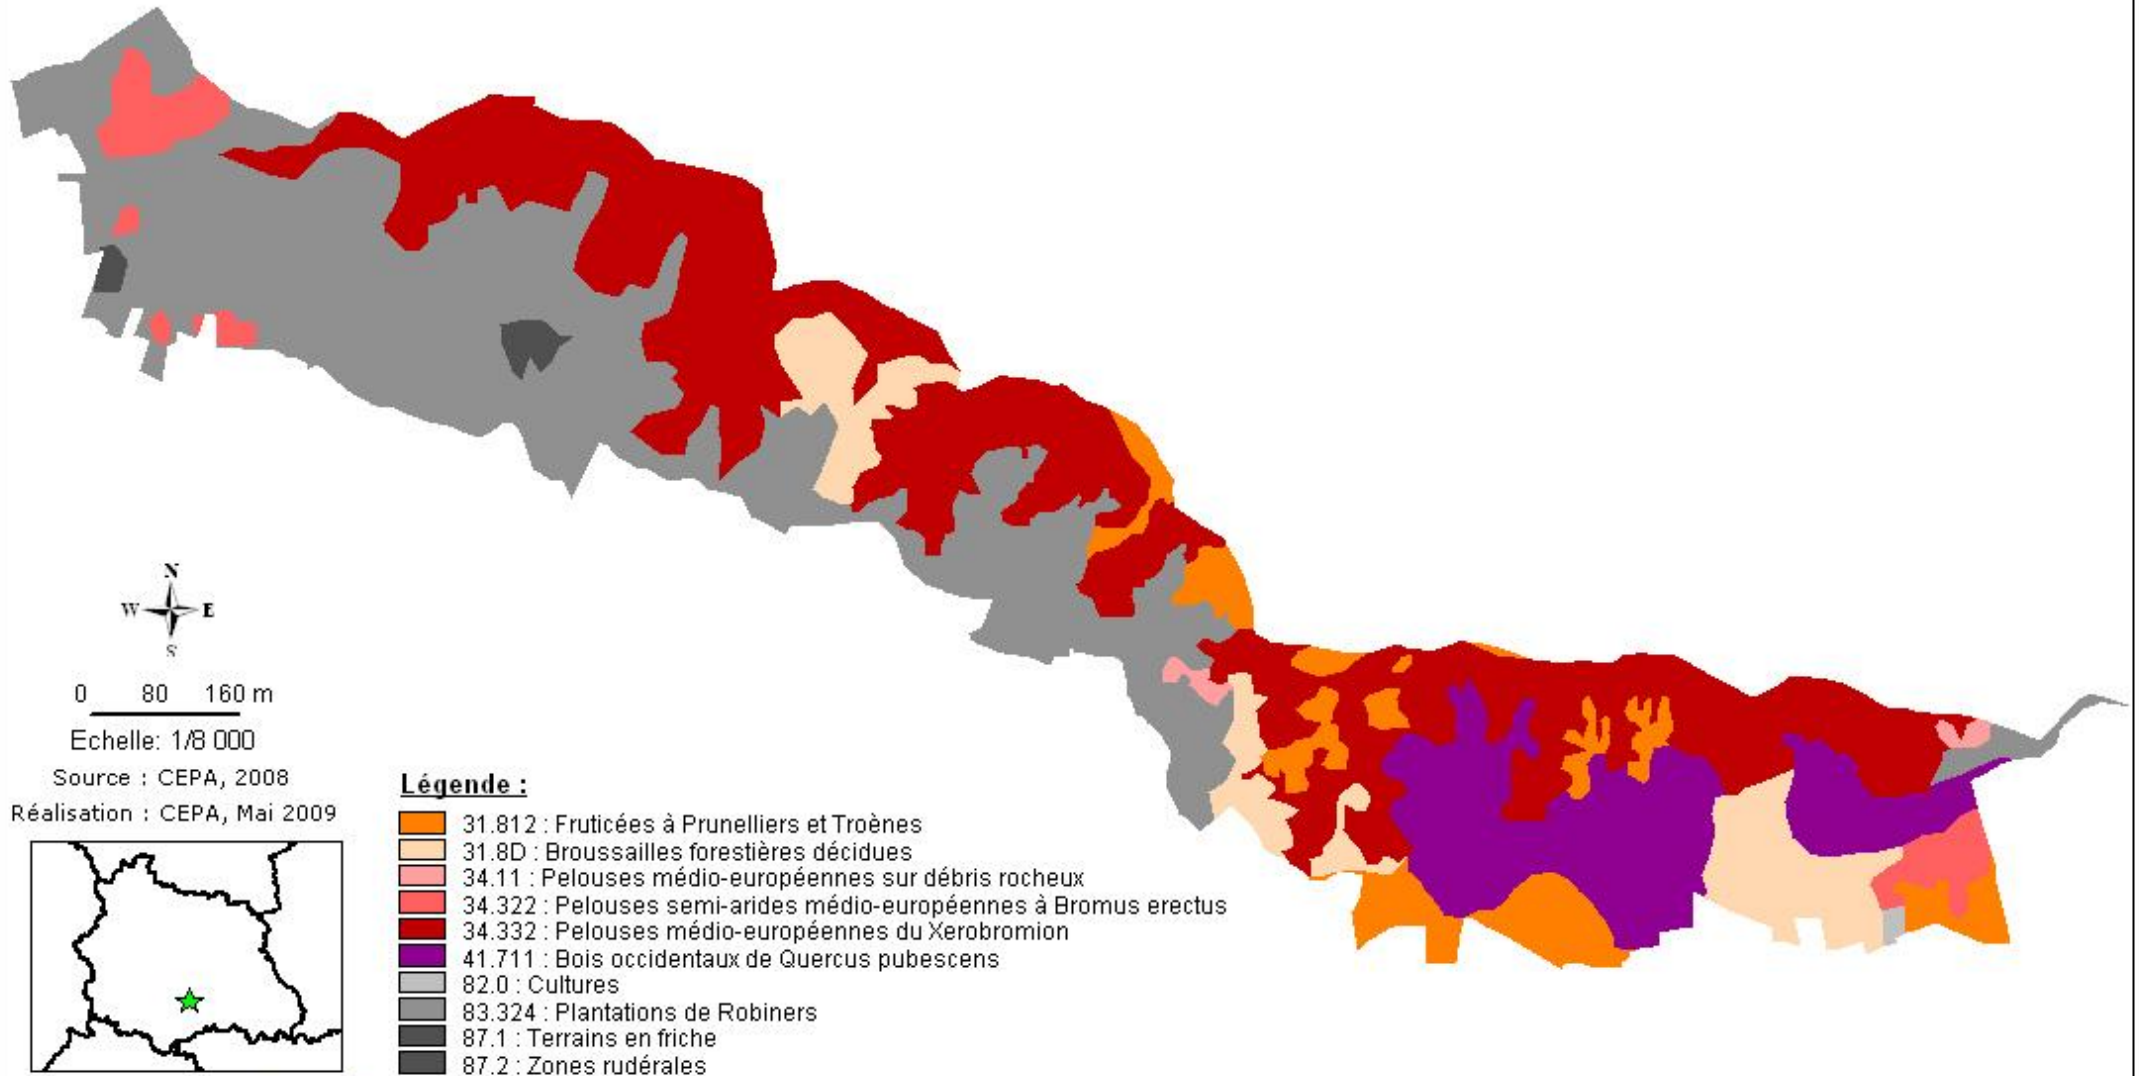 N
W E
S
0 80 160 m
Echelle: 1/8 000
Source : CEPA, 2008
Réalisation : CEPA, Mai 2009
Légende :
31.812 : Fruticées à Prunelliers et Troènes
31.8D : Broussailles forestières décidues
34.11 : Pelouses médio-européennes sur débris rocheux
34.322 : Pelouses semi-arides médio-européennes à Bromus erectus
34.332 : Pelouses médio-européennes du Xerobromion
41.711 : Bois occidentaux de Quercus pubescens
82.0 : Cultures
83.324 : Plantations de Robiners
87.1 : Terrains en friche
87.2 : Zones rudérales